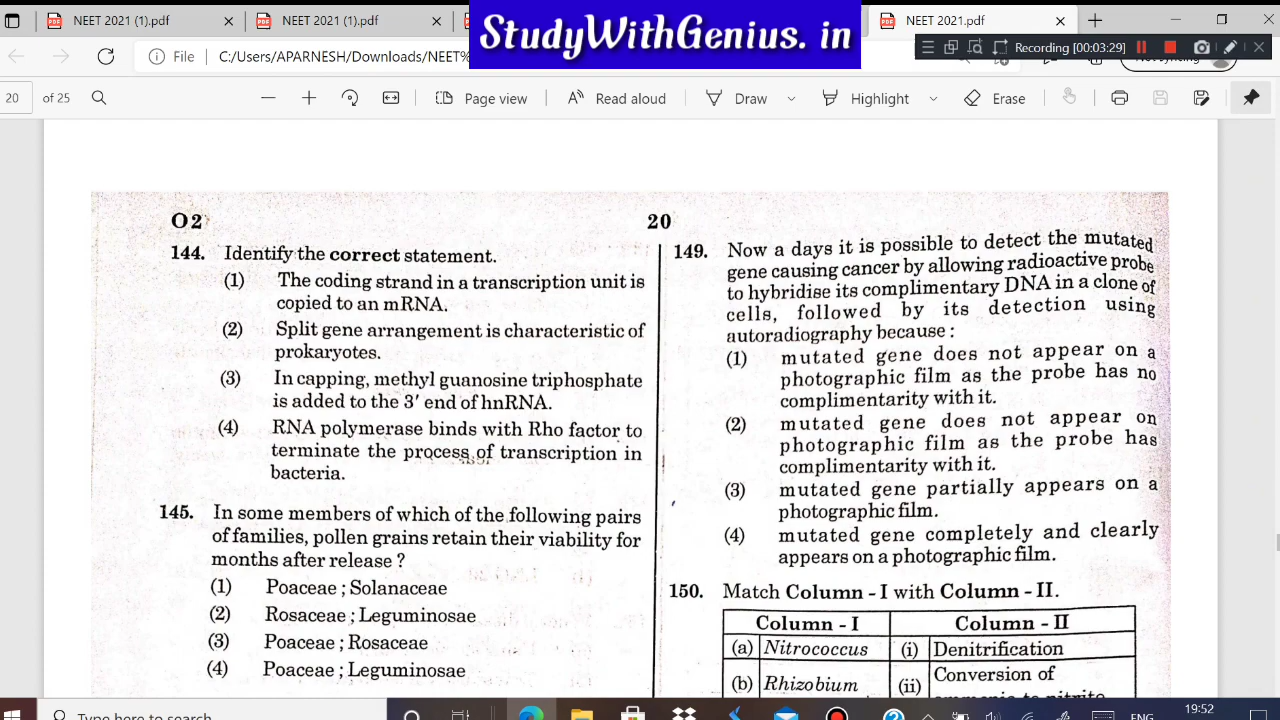 NEET 2021 (1).pdf
NEET 2021 (1).pdf
NEET 2021.pdf
StudyWithGenius. in
Recording [00:03:29]
File
C:/Users/APARNESH/Downloads/NEET%
20
of 25
Page view
Read aloud
Draw
Highlight
Erase
O2
20
144. Identify the correct statement.
(1) The coding strand in a transcription unit is
copied to an mRNA.
(2) Split gene arrangement is characteristic of
prokaryotes.
(3) In capping, methyl guanosine triphosphate
is added to the 3′ end of hnRNA.
(4) RNA polymerase binds with Rho factor to
terminate the process of transcription in
bacteria.
145. In some members of which of the following pairs
of families, pollen grains retain their viability for
months after release ?
(1) Poaceae ; Solanaceae
(2) Rosaceae ; Leguminosae
(3) Poaceae ; Rosaceae
(4) Poaceae ; Leguminosae
149. Now a days it is possible to detect the mutated
gene causing cancer by allowing radioactive probe
to hybridise its complimentary DNA in a clone of
cells, followed by its detection using
autoradiography because :
(1) mutated gene does not appear on a
photographic film as the probe has no
complimentarity with it.
(2) mutated gene does not appear on
photographic film as the probe has
complimentarity with it.
(3) mutated gene partially appears on a
photographic film.
(4) mutated gene completely and clearly
appears on a photographic film.
150. Match Column - I with Column - II.
Column - I Column - II
(a) Nitrococcus (i) Denitrification
(b) Rhizobium (ii) Conversion of
Type here to search
ENG
19:52